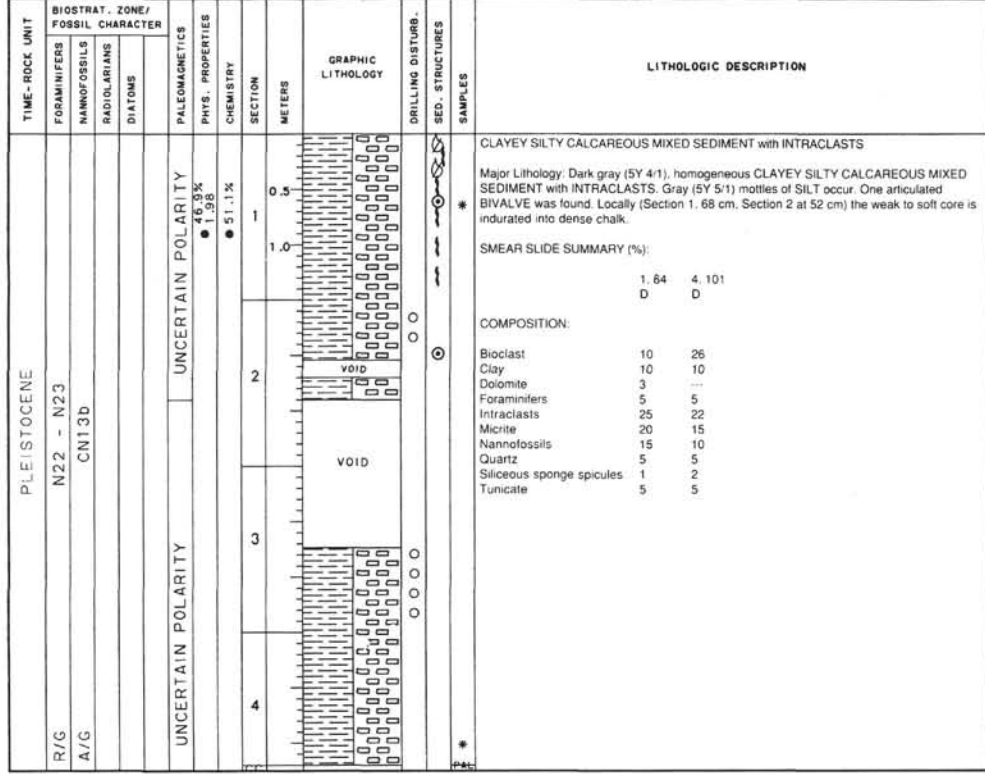 TIME-ROCK UNIT
BIOSTRAT. ZONE/
FOSSIL CHARACTER
FORAMINIFERS
NANNOFOSSILS
RADIOLARIANS
DIATOMS
PALEOMAGNETICS
PHYS. PROPERTIES
CHEMISTRY
SECTION
METERS
GRAPHIC
LITHOLOGY
DRILLING DISTURB.
SED. STRUCTURES
SAMPLES
LITHOLOGIC DESCRIPTION
PLEISTOCENE
N22 - N23
R/G
CN13b
A/G
UNCERTAIN POLARITY
UNCERTAIN POLARITY
● 46.9%
1.98
● 51.1%
1
2
3
4
CC
0.5
1.0
VOID
VOID
*
*
PAL
CLAYEY SILTY CALCAREOUS MIXED SEDIMENT with INTRACLASTS
Major Lithology: Dark gray (5Y 4/1), homogeneous CLAYEY SILTY CALCAREOUS MIXED
SEDIMENT with INTRACLASTS. Gray (5Y 5/1) mottles of SILT occur. One articulated
BIVALVE was found. Locally (Section 1, 68 cm, Section 2 at 52 cm) the weak to soft core is
indurated into dense chalk.
SMEAR SLIDE SUMMARY (%):
1, 64 4, 101
D D
COMPOSITION:
Bioclast 10 26
Clay 10 10
Dolomite 3 ---
Foraminifers 5 5
Intraclasts 25 22
Micrite 20 15
Nannofossils 15 10
Quartz 5 5
Siliceous sponge spicules 1 2
Tunicate 5 5